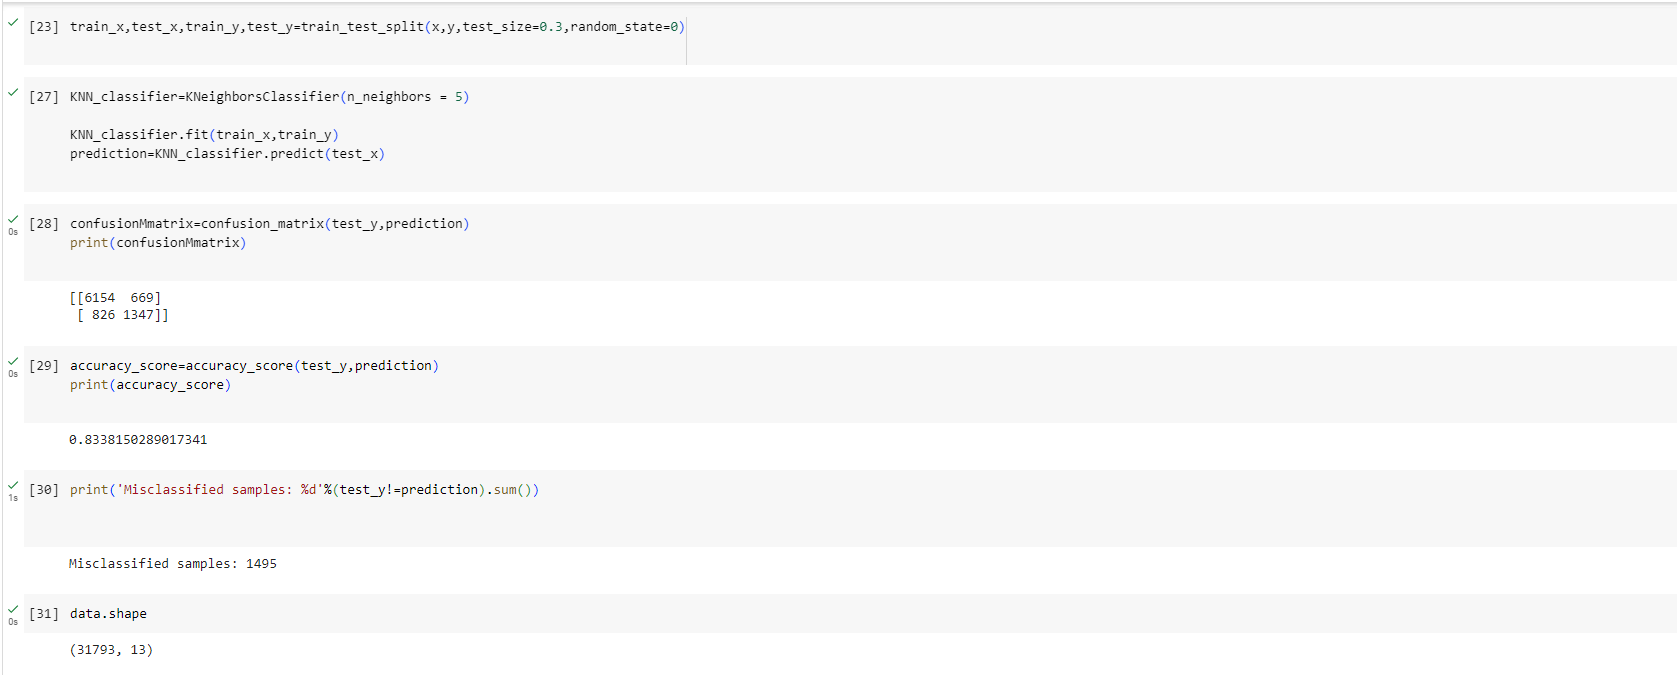 [23] train_x,test_x,train_y,test_y=train_test_split(x,y,test_size=0.3,random_state=0)
[27] KNN_classifier=KNeighborsClassifier(n_neighbors = 5)
KNN_classifier.fit(train_x,train_y)
prediction=KNN_classifier.predict(test_x)
[28] confusionMmatrix=confusion_matrix(test_y,prediction)
0s
print(confusionMmatrix)
[[6154  669]
[ 826 1347]]
[29] accuracy_score=accuracy_score(test_y,prediction)
0s
print(accuracy_score)
0.8338150289017341
[30] print('Misclassified samples: %d'%(test_y!=prediction).sum())
1s
Misclassified samples: 1495
[31] data.shape
0s
(31793, 13)